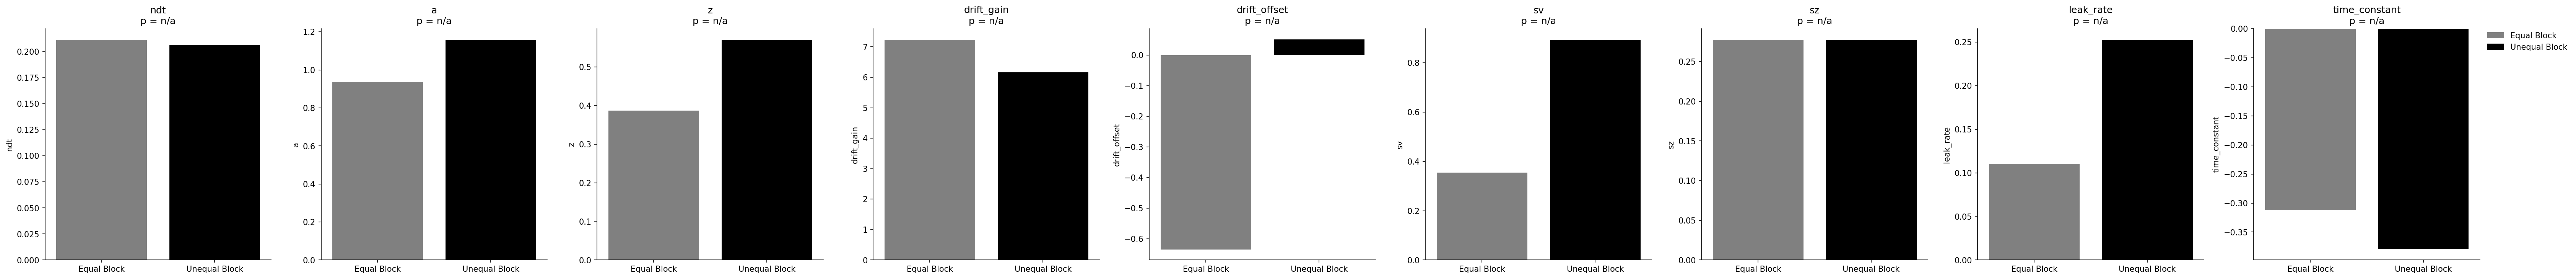 ndt
p = n/a
ndt
0.200
0.175
0.150
0.125
0.100
0.075
0.050
0.025
0.000
Equal Block Unequal Block
a
p = n/a
a
1.2
1.0
0.8
0.6
0.4
0.2
0.0
Equal Block Unequal Block
z
p = n/a
z
0.5
0.4
0.3
0.2
0.1
0.0
Equal Block Unequal Block
drift_gain
p = n/a
drift_gain
7
6
5
4
3
2
1
0
Equal Block Unequal Block
drift_offset
p = n/a
drift_offset
0.0
−0.1
−0.2
−0.3
−0.4
−0.5
−0.6
Equal Block Unequal Block
sv
p = n/a
sv
0.8
0.6
0.4
0.2
0.0
Equal Block Unequal Block
sz
p = n/a
sz
0.25
0.20
0.15
0.10
0.05
0.00
Equal Block Unequal Block
leak_rate
p = n/a
leak_rate
0.25
0.20
0.15
0.10
0.05
0.00
Equal Block Unequal Block
time_constant
p = n/a
time_constant
0.00
−0.05
−0.10
−0.15
−0.20
−0.25
−0.30
−0.35
Equal Block Unequal Block
Equal Block
Unequal Block